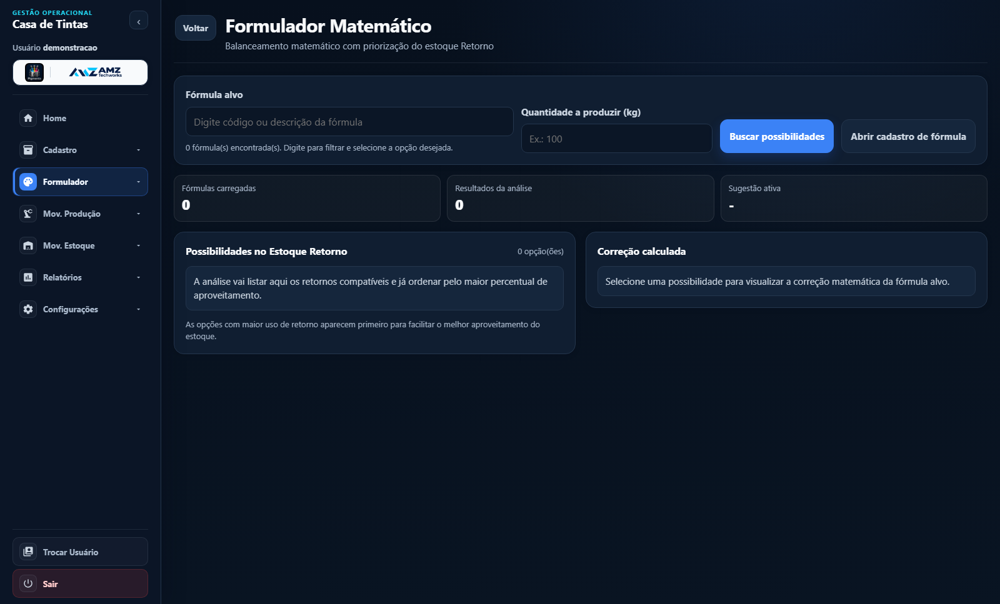 GESTÃO OPERACIONAL
Casa de Tintas
‹
Usuário demonstracao
Pigmento
AMZ
Techworks
Home
Cadastro
Formulador
Mov. Produção
Mov. Estoque
Relatórios
Configurações
Trocar Usuário
Sair
Voltar
Formulador Matemático
Balanceamento matemático com priorização do estoque Retorno
Fórmula alvo
Digite código ou descrição da fórmula
0 fórmula(s) encontrada(s). Digite para filtrar e selecione a opção desejada.
Quantidade a produzir (kg)
Ex.: 100
Buscar possibilidades
Abrir cadastro de fórmula
Fórmulas carregadas
0
Resultados da análise
0
Sugestão ativa
-
Possibilidades no Estoque Retorno
0 opção(ões)
A análise vai listar aqui os retornos compatíveis e já ordenar pelo maior percentual de
aproveitamento.
As opções com maior uso de retorno aparecem primeiro para facilitar o melhor aproveitamento do
estoque.
Correção calculada
Selecione uma possibilidade para visualizar a correção matemática da fórmula alvo.